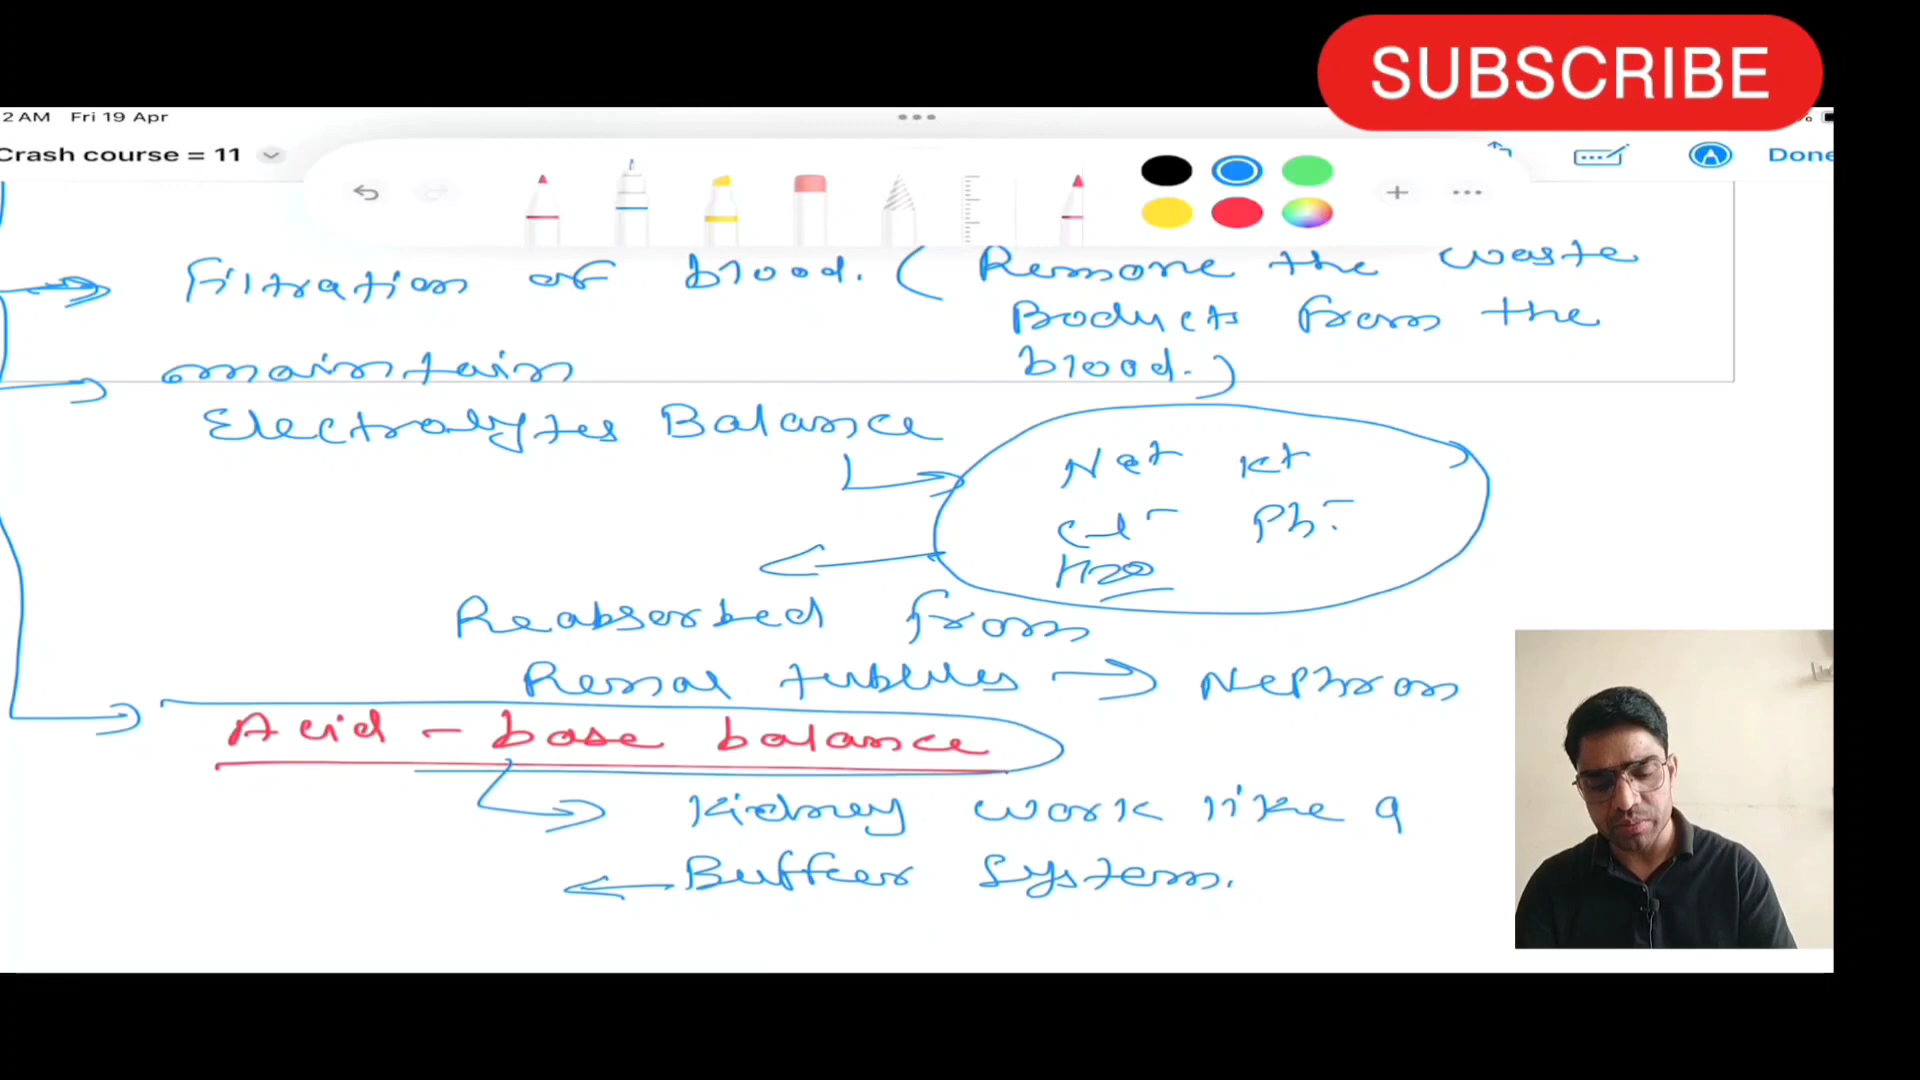 SUBSCRIBE
2 AM Fri 19 Apr
Crash course = 11
Done
Filtration of blood. (Remove the waste
Products from the
blood.)
maintain
Electrolytes Balance
Na+ K+
Cl- Ph-
H2O
Reabsorbed from
Renal tubules → Nephron
Acid - base balance
Kidney work like a
Buffer System.